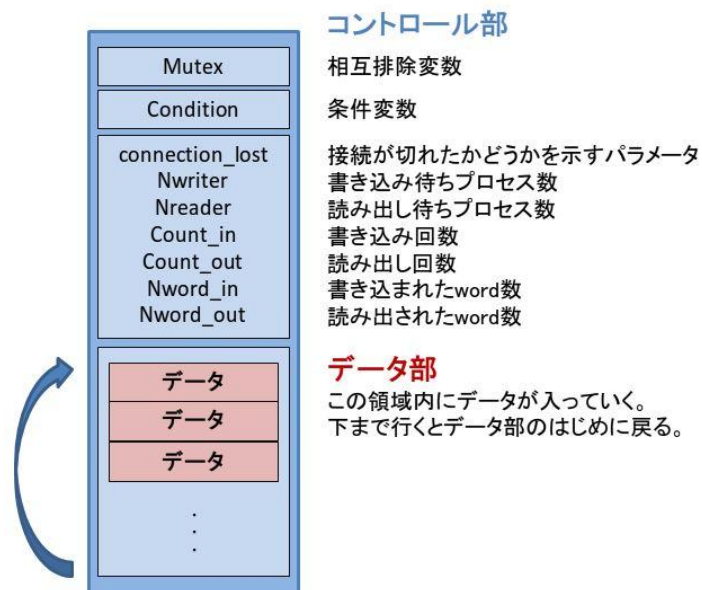 コントロール部
Mutex 相互排除変数
Condition 条件変数
connection_lost 接続が切れたかどうかを示すパラメータ
Nwriter 書き込み待ちプロセス数
Nreader 読み出し待ちプロセス数
Count_in 書き込み回数
Count_out 読み出し回数
Nword_in 書き込まれたword数
Nword_out 読み出されたword数
データ部
データ
この領域内にデータが入っていく。
データ 下まで行くとデータ部のはじめに戻る。
データ